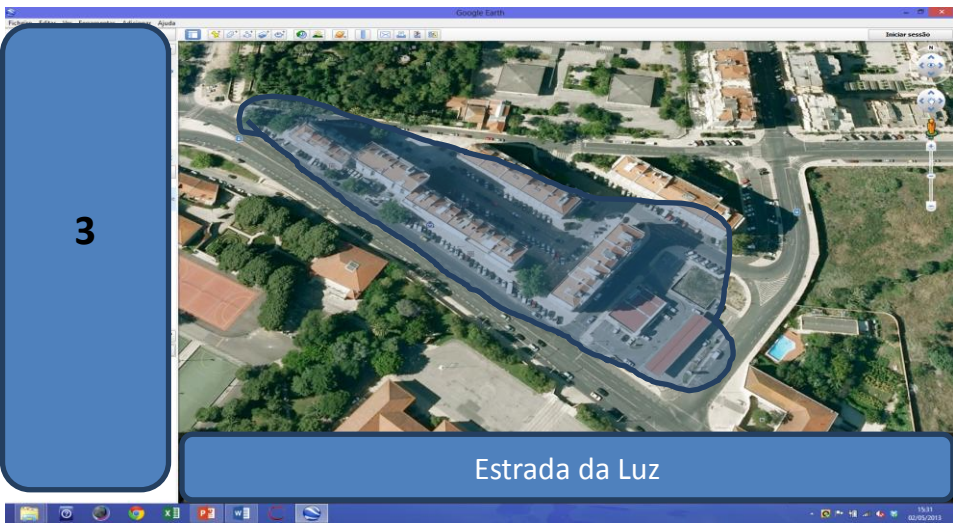 Google Earth
Ficheiro Editar Ver Ferramentas Adicionar Ajuda
Iniciar sessão
N
3
Estrada da Luz
15:31
02/05/2013